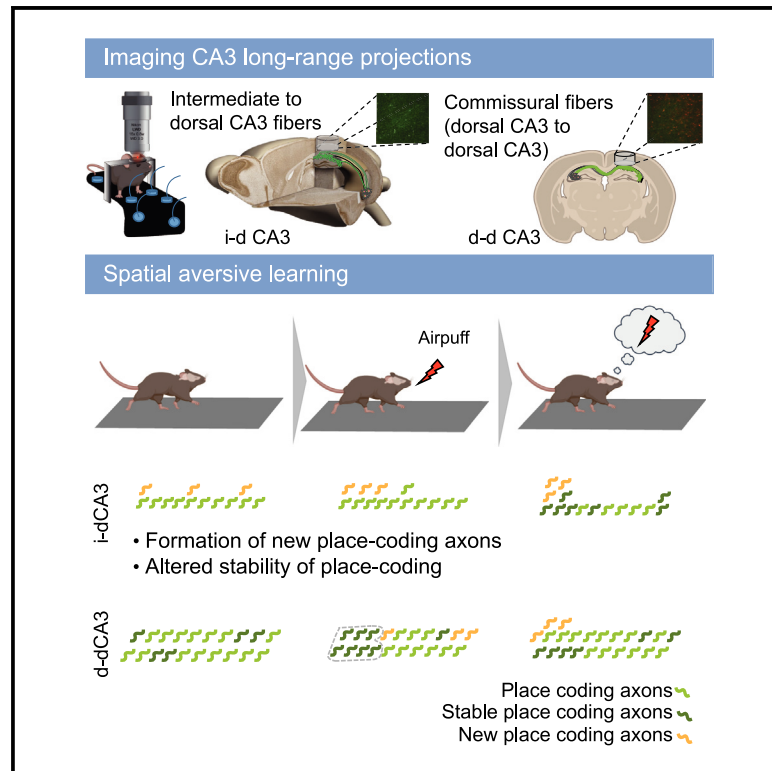 Imaging CA3 long-range projections
Intermediate to
dorsal CA3 fibers
Commissural fibers
(dorsal CA3 to
dorsal CA3)
i-d CA3
d-d CA3
Spatial aversive learning
Airpuff
i-dCA3
• Formation of new place-coding axons
• Altered stability of place-coding
d-dCA3
Place coding axons
Stable place coding axons
New place coding axons